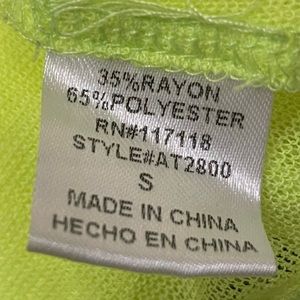 35%RAYON
65%POLYESTER
RN#117118
STYLE#AT2800
S
MADE IN CHINA
HECHO EN CHINA